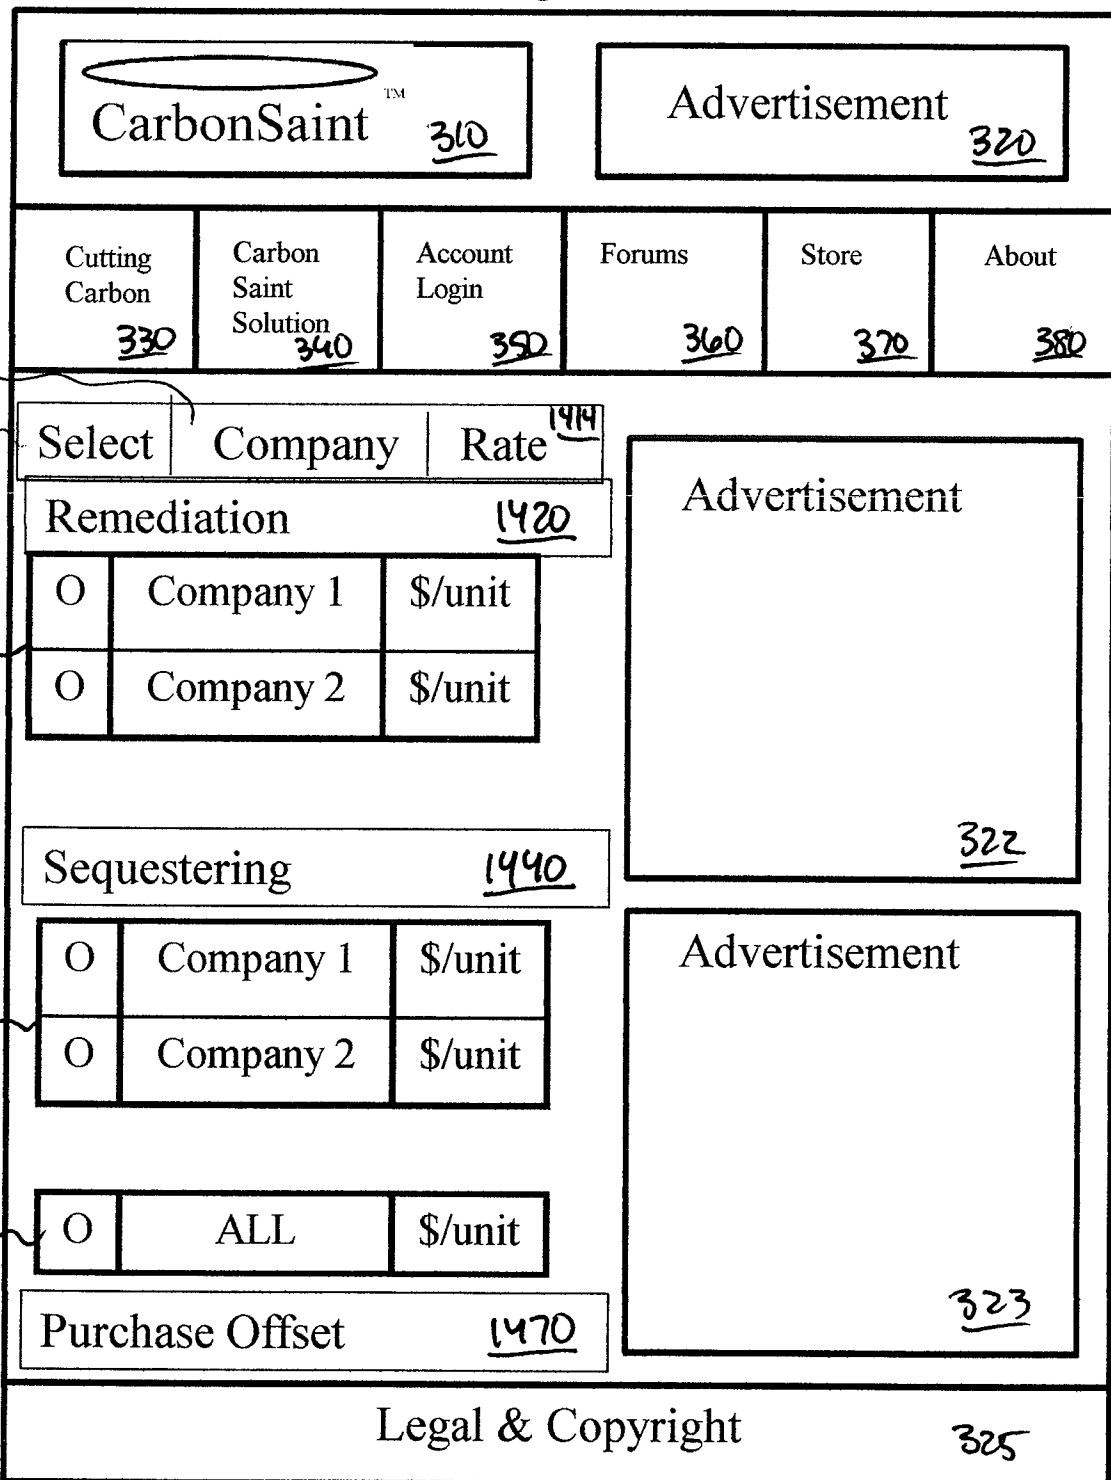 CarbonSaint ™ 310
Advertisement 320
Cutting
Carbon
330
Carbon
Saint
Solution
340
Account
Login
350
Forums
360
Store
370
About
380
Select Company Rate 1414
Remediation 1420
O Company 1 $/unit
O Company 2 $/unit
Sequestering 1440
O Company 1 $/unit
O Company 2 $/unit
O ALL $/unit
Purchase Offset 1470
Advertisement
322
Advertisement
323
Legal & Copyright 325